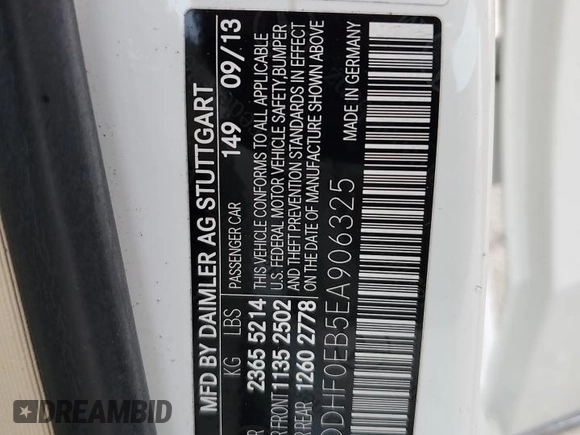 MFD BY DAIMLER AG STUTTGART
149 09/13
KG LBS PASSENGER CAR
2365 5214
FRONT 1135 2502
REAR 1260 2778
THIS VEHICLE CONFORMS TO ALL APPLICABLE
U.S. FEDERAL MOTOR VEHICLE SAFETY, BUMPER
AND THEFT PREVENTION STANDARDS IN EFFECT
ON THE DATE OF MANUFACTURE SHOWN ABOVE
DDHF0EB5EA906325
MADE IN GERMANY
DREAMBID